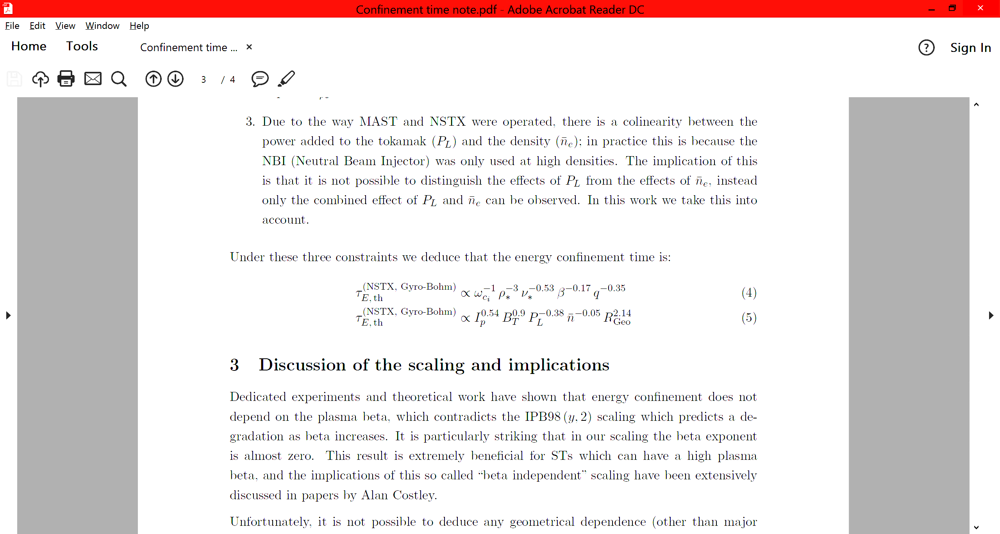 Confinement time note.pdf - Adobe Acrobat Reader DC
File Edit View Window Help
Home Tools Confinement time ... × ? Sign In
3 / 4
3. Due to the way MAST and NSTX were operated, there is a colinearity between the
power added to the tokamak (P_L) and the density (n̄_e); in practice this is because the
NBI (Neutral Beam Injector) was only used at high densities. The implication of this
is that it is not possible to distinguish the effects of P_L from the effects of n̄_e, instead
only the combined effect of P_L and n̄_e can be observed. In this work we take this into
account.
Under these three constraints we deduce that the energy confinement time is:
τ_{E, th}^{(NSTX, Gyro-Bohm)} ∝ ω_{c_i}^{-1} ρ_*^{-3} ν_*^{-0.53} β^{-0.17} q^{-0.35} (4)
τ_{E, th}^{(NSTX, Gyro-Bohm)} ∝ I_p^{0.54} B_T^{0.9} P_L^{-0.38} n̄^{-0.05} R_{Geo}^{2.14} (5)
3 Discussion of the scaling and implications
Dedicated experiments and theoretical work have shown that energy confinement does not
depend on the plasma beta, which contradicts the IPB98 (y, 2) scaling which predicts a de-
gradation as beta increases. It is particularly striking that in our scaling the beta exponent
is almost zero. This result is extremely beneficial for STs which can have a high plasma
beta, and the implications of this so called “beta independent” scaling have been extensively
discussed in papers by Alan Costley.
Unfortunately, it is not possible to deduce any geometrical dependence (other than major